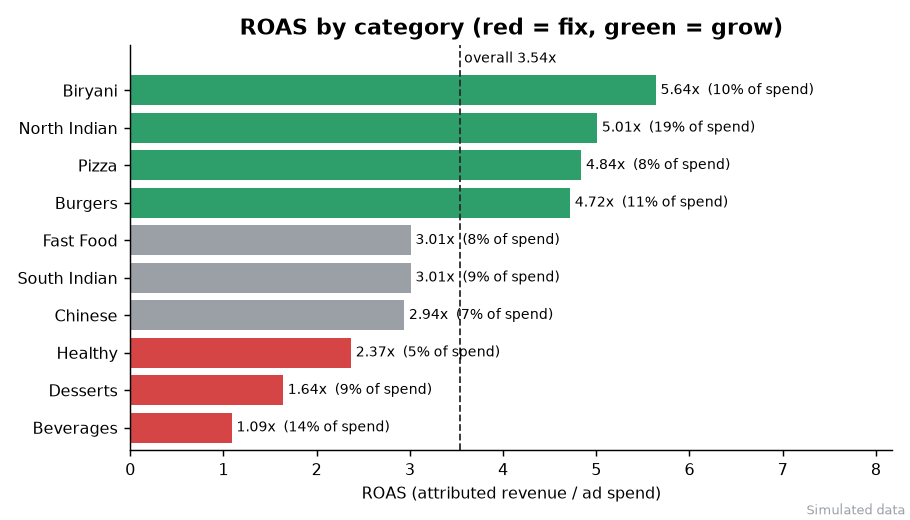 ROAS by category (red = fix, green = grow)
overall 3.54x
Biryani 5.64x (10% of spend)
North Indian 5.01x (19% of spend)
Pizza 4.84x (8% of spend)
Burgers 4.72x (11% of spend)
Fast Food 3.01x (8% of spend)
South Indian 3.01x (9% of spend)
Chinese 2.94x (7% of spend)
Healthy 2.37x (5% of spend)
Desserts 1.64x (9% of spend)
Beverages 1.09x (14% of spend)
0 1 2 3 4 5 6 7 8
ROAS (attributed revenue / ad spend)
Simulated data